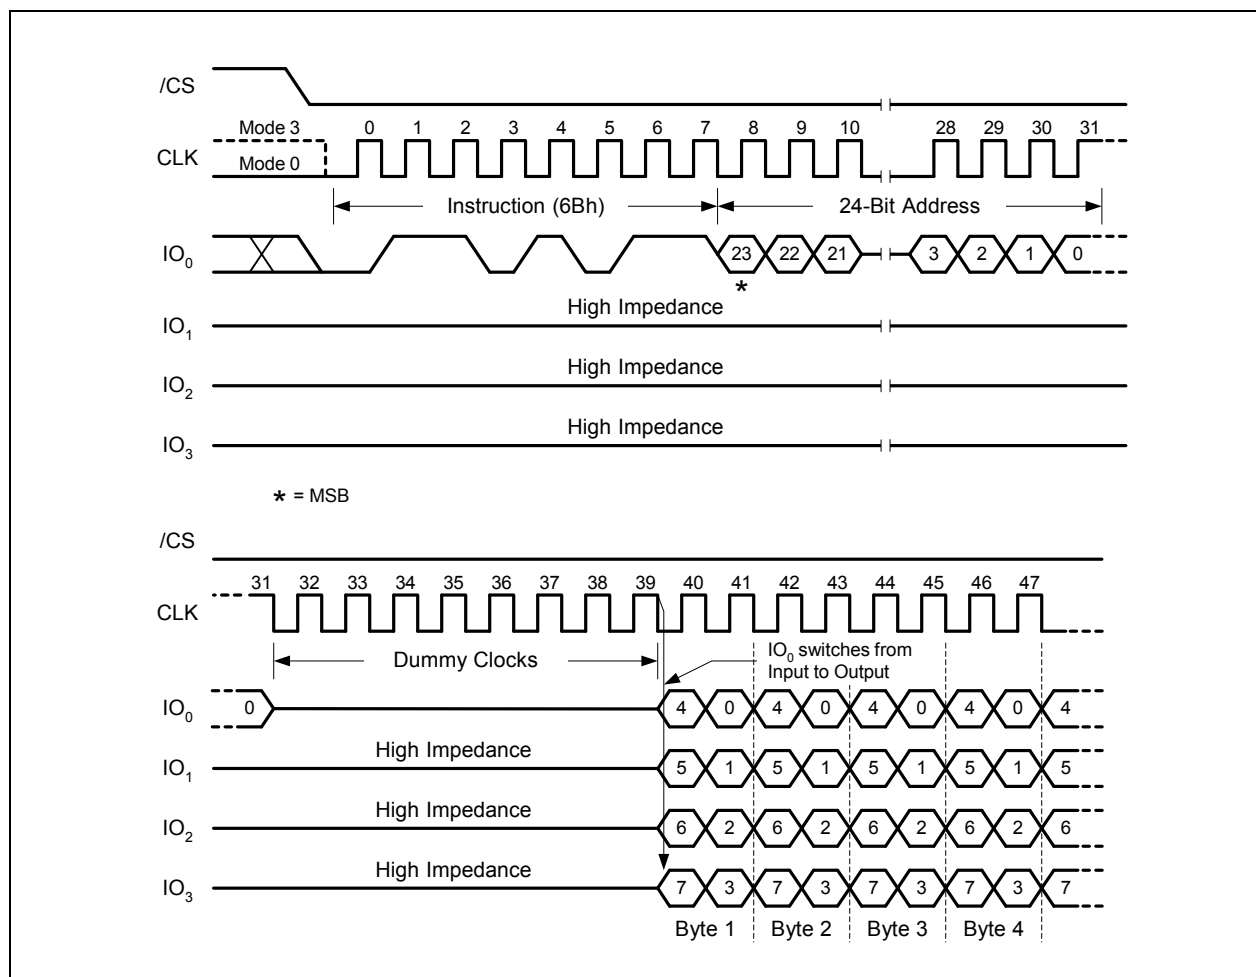 /CS
Mode 3 0 1 2 3 4 5 6 7 8 9 10 28 29 30 31
CLK
Mode 0
Instruction (6Bh) 24-Bit Address
IO0 23 22 21 3 2 1 0
*
High Impedance
IO1
High Impedance
IO2
High Impedance
IO3
* = MSB
/CS
31 32 33 34 35 36 37 38 39 40 41 42 43 44 45 46 47
CLK
Dummy Clocks
IO0 switches from
Input to Output
IO0 0 4 0 4 0 4 0 4 0 4
High Impedance
IO1 5 1 5 1 5 1 5 1 5
High Impedance
IO2 6 2 6 2 6 2 6 2 6
High Impedance
IO3 7 3 7 3 7 3 7 3 7
Byte 1 Byte 2 Byte 3 Byte 4